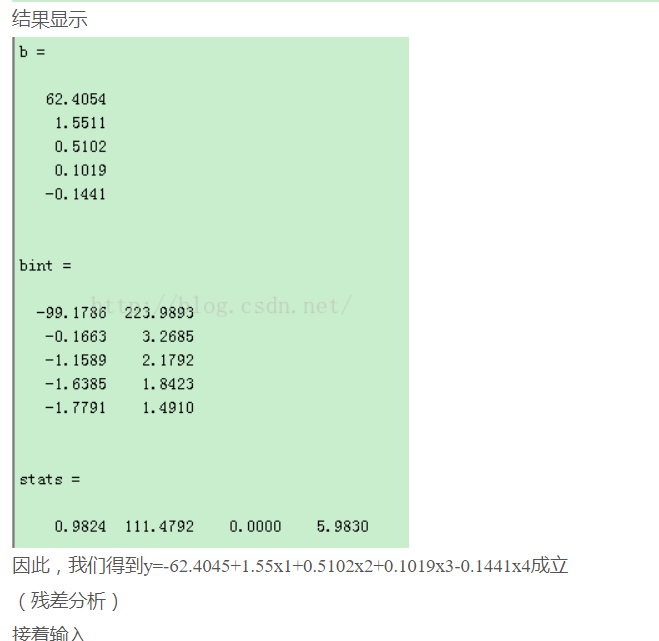 结果显示
b =
62.4054
1.5511
0.5102
0.1019
-0.1441
bint =
http://blog.csdn.net/
-99.1786 223.9893
-0.1663 3.2685
-1.1589 2.1792
-1.6385 1.8423
-1.7791 1.4910
stats =
0.9824 111.4792 0.0000 5.9830
因此，我们得到y=-62.4045+1.55x1+0.5102x2+0.1019x3-0.1441x4成立
（残差分析）
接着输入